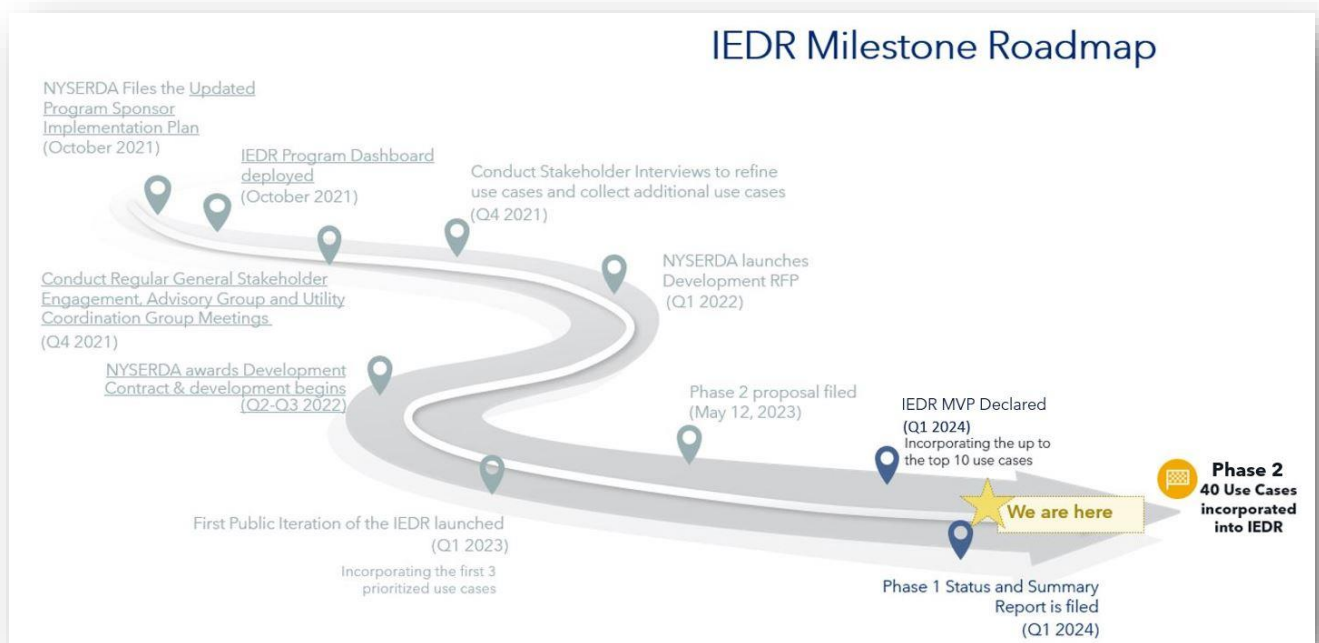 IEDR Milestone Roadmap
NYSERDA Files the Updated
Program Sponsor
Implementation Plan
(October 2021)
IEDR Program Dashboard
deployed
(October 2021)
Conduct Stakeholder Interviews to refine
use cases and collect additional use cases
(Q4 2021)
Conduct Regular General Stakeholder
Engagement, Advisory Group and Utility
Coordination Group Meetings
(Q4 2021)
NYSERDA launches
Development RFP
(Q1 2022)
NYSERDA awards Development
Contract & development begins
(Q2-Q3 2022)
Phase 2 proposal filed
(May 12, 2023)
IEDR MVP Declared
(Q1 2024)
Incorporating the up to
the top 10 use cases
Phase 2
40 Use Cases
incorporated
into IEDR
We are here
First Public Iteration of the IEDR launched
(Q1 2023)
Incorporating the first 3
prioritized use cases
Phase 1 Status and Summary
Report is filed
(Q1 2024)